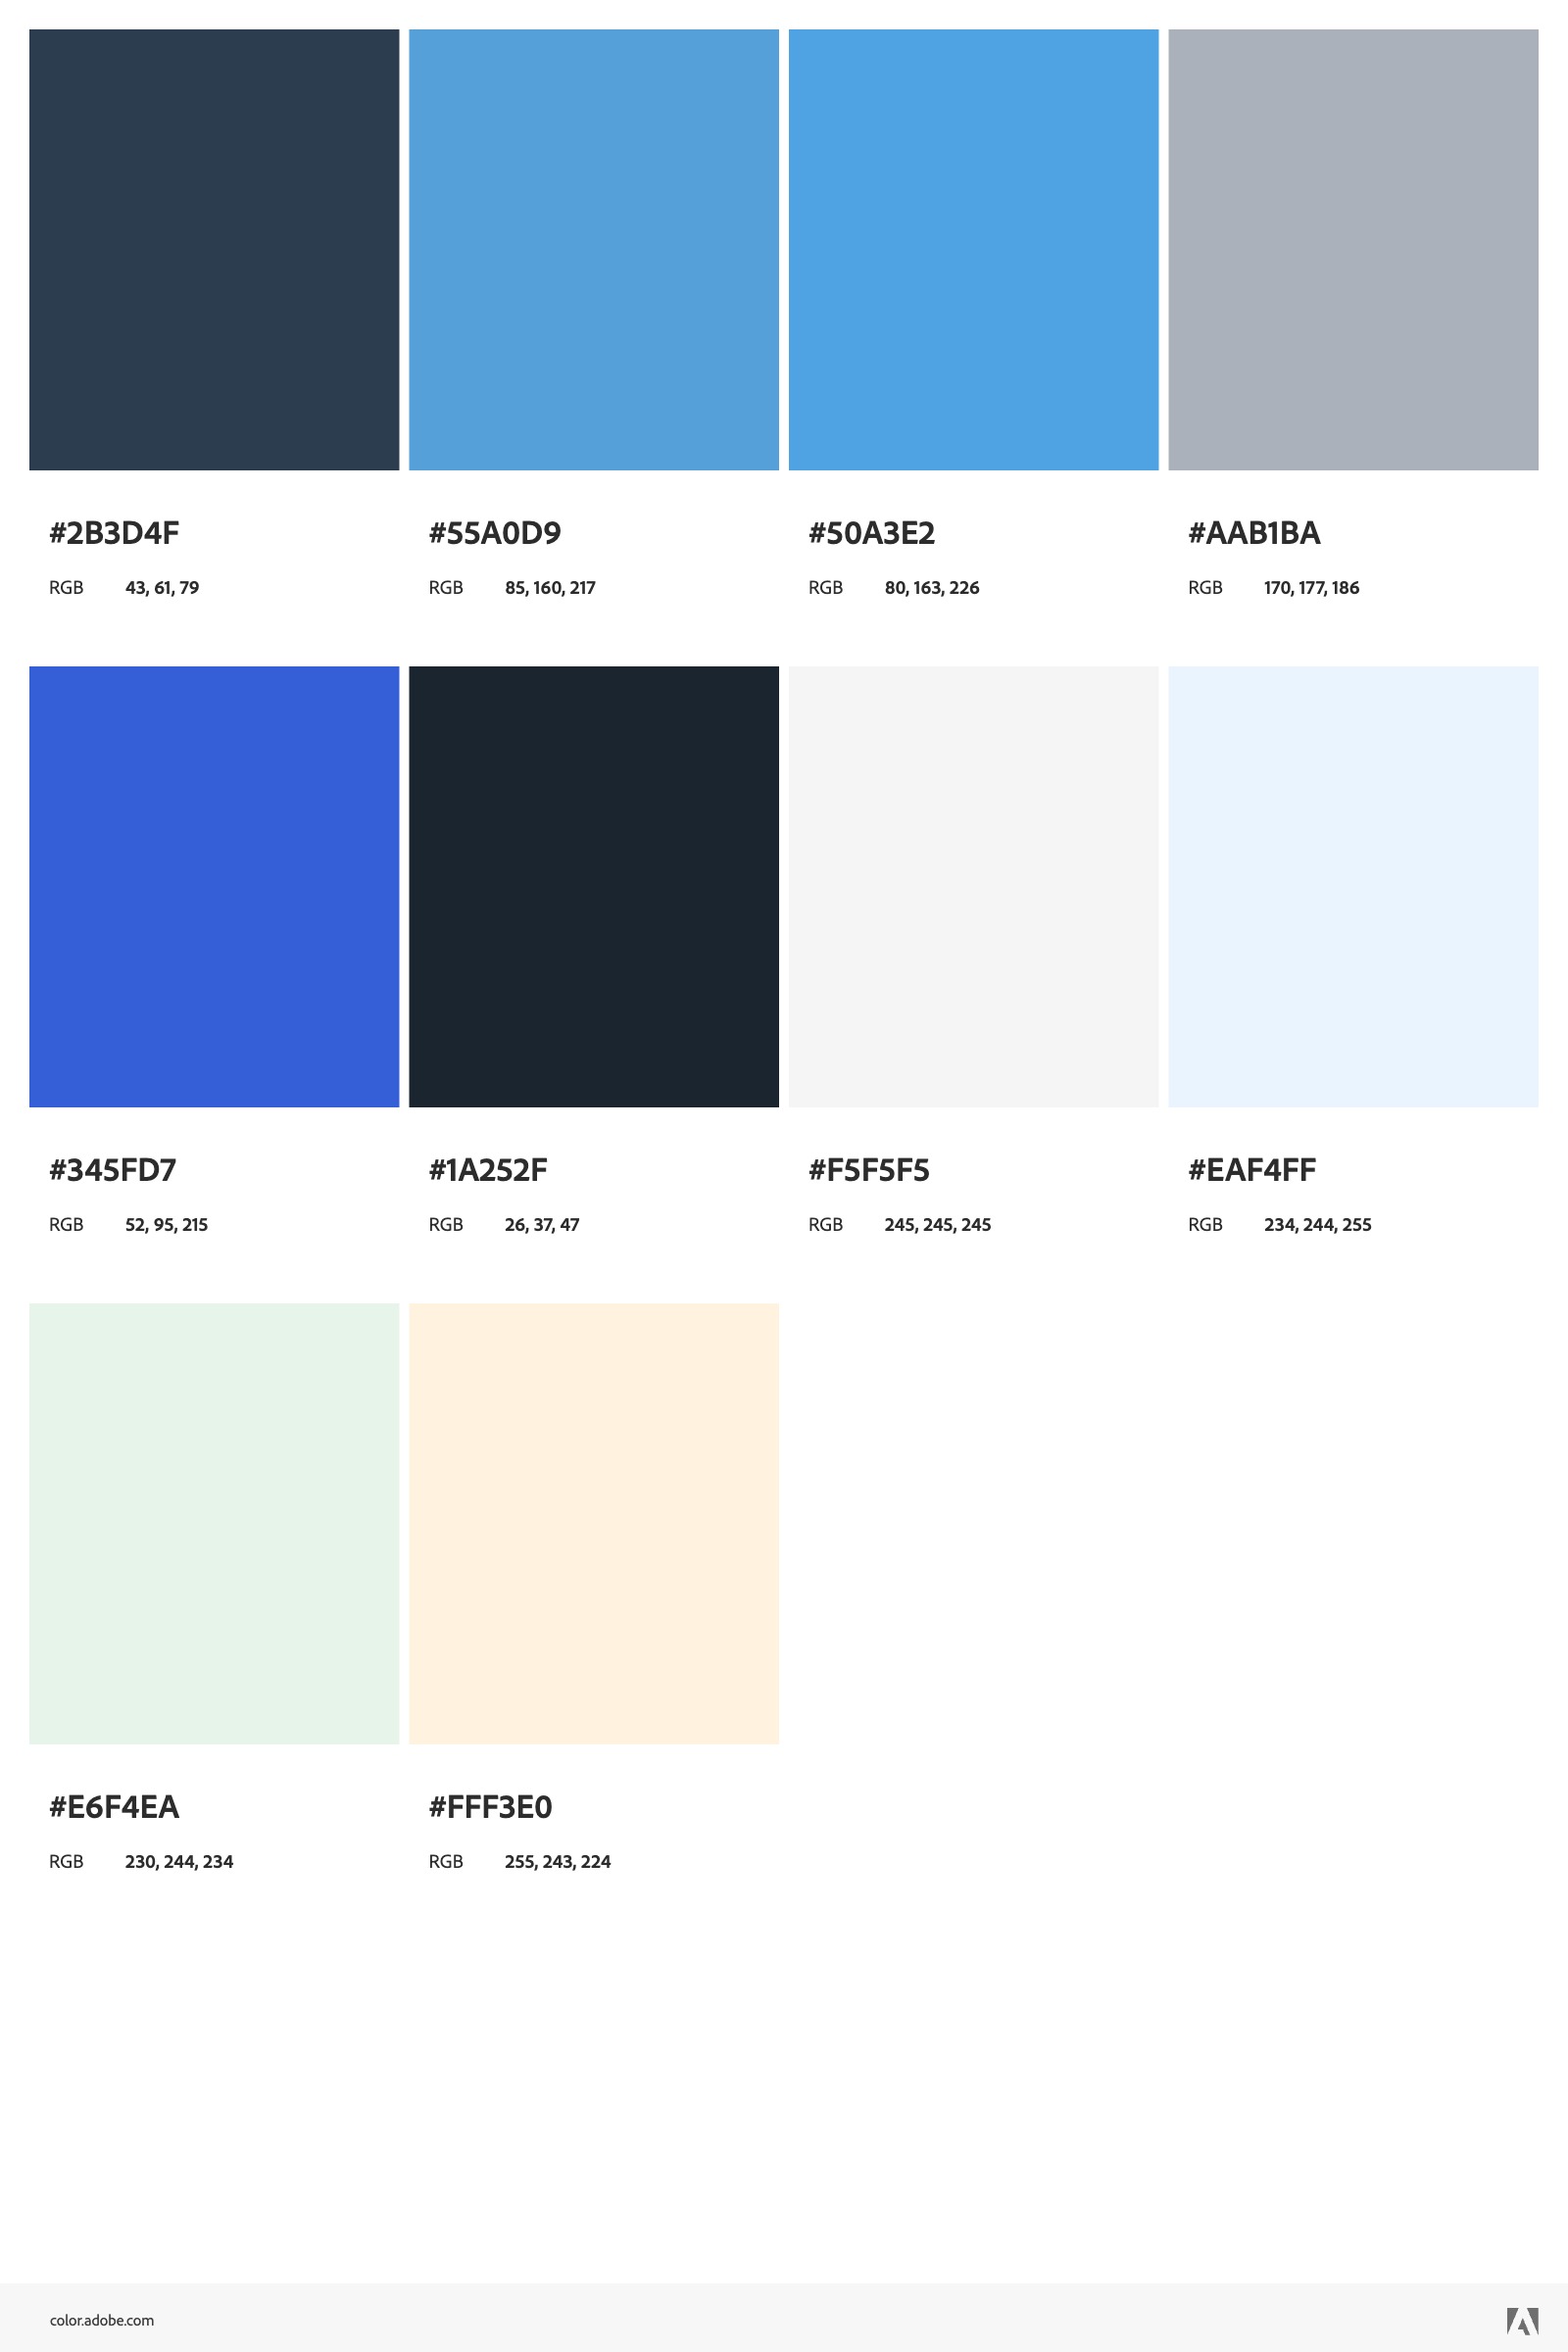 #2B3D4F #55A0D9 #50A3E2 #AAB1BA
RGB 43, 61, 79 RGB 85, 160, 217 RGB 80, 163, 226 RGB 170, 177, 186
#345FD7 #1A252F #F5F5F5 #EAF4FF
RGB 52, 95, 215 RGB 26, 37, 47 RGB 245, 245, 245 RGB 234, 244, 255
#E6F4EA #FFF3E0
RGB 230, 244, 234 RGB 255, 243, 224
color.adobe.com